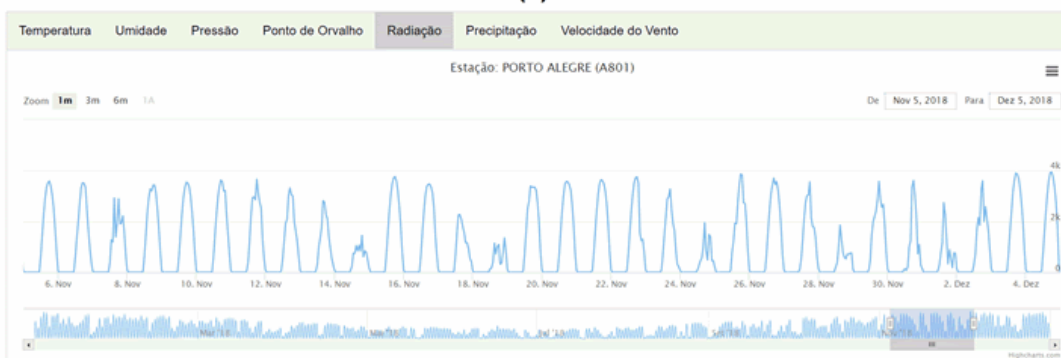 Temperatura Umidade Pressão Ponto de Orvalho Radiação Precipitação Velocidade do Vento
Estação: PORTO ALEGRE (A801)
Zoom 1m 3m 6m 1A De Nov 5, 2018 Para Dez 5, 2018
4k
2k
0
6. Nov 8. Nov 10. Nov 12. Nov 14. Nov 16. Nov 18. Nov 20. Nov 22. Nov 24. Nov 26. Nov 28. Nov 30. Nov 2. Dez 4. Dez
Mar '18
Highcharts.com